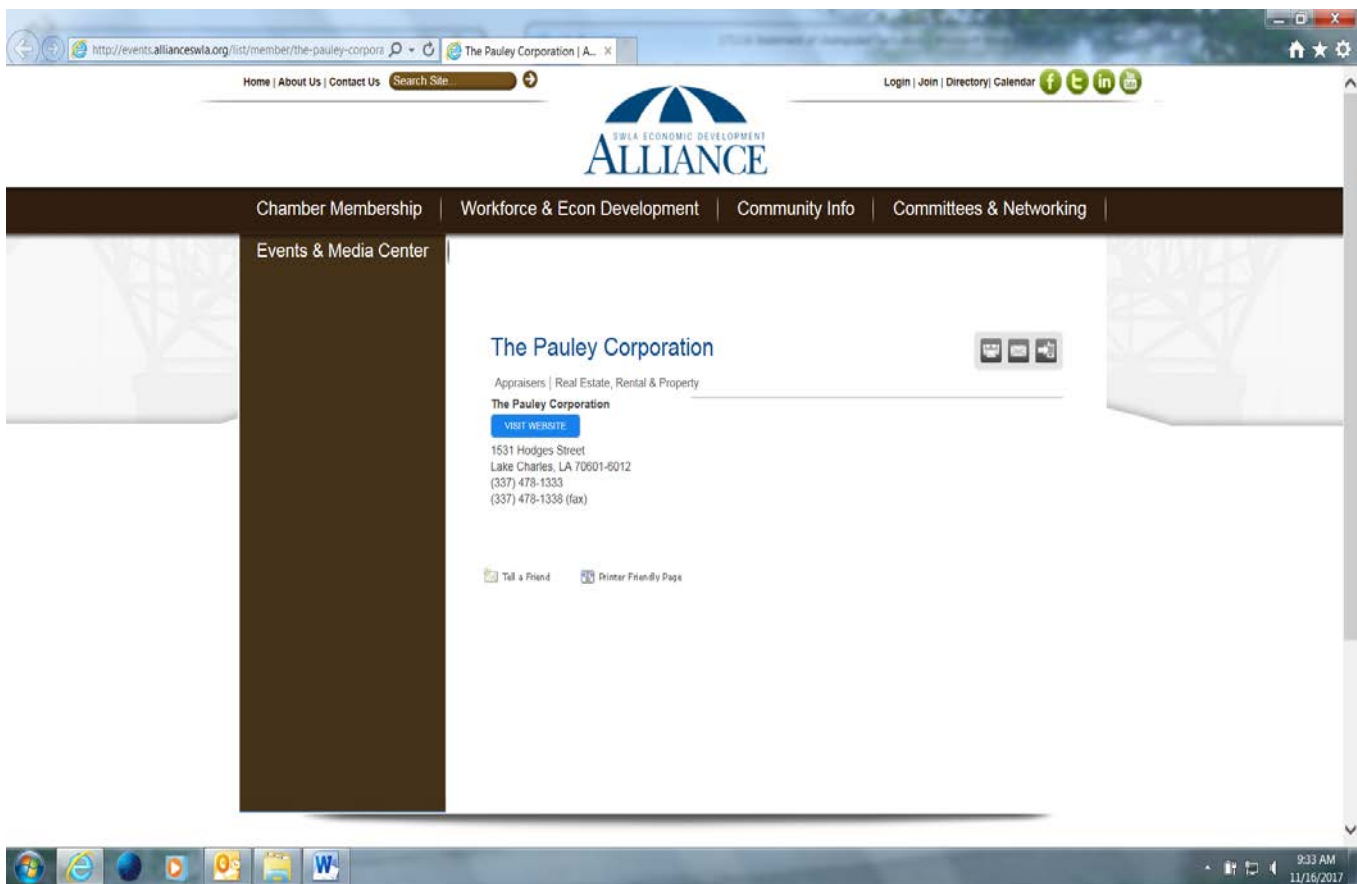 http://events.allianceswla.org/list/member/the-pauley-corpora
The Pauley Corporation | A...
Home | About Us | Contact Us
Search Site...
Login | Join | Directory| Calendar
SWLA ECONOMIC DEVELOPMENT
ALLIANCE
Chamber Membership | Workforce & Econ Development | Community Info | Committees & Networking |
Events & Media Center |
The Pauley Corporation
Appraisers | Real Estate, Rental & Property
The Pauley Corporation
VISIT WEBSITE
1531 Hodges Street
Lake Charles, LA 70601-6012
(337) 478-1333
(337) 478-1338 (fax)
Tell a Friend
Printer Friendly Page
9:33 AM
11/16/2017